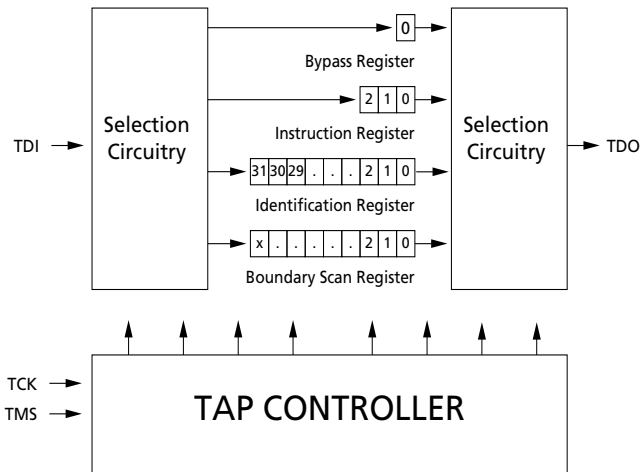 0
Bypass Register
2 1 0
Instruction Register
Selection
Circuitry
Selection
Circuitry
TDI
TDO
31 30 29 . . . 2 1 0
Identification Register
x . . . . . 2 1 0
Boundary Scan Register
TCK
TMS
TAP CONTROLLER